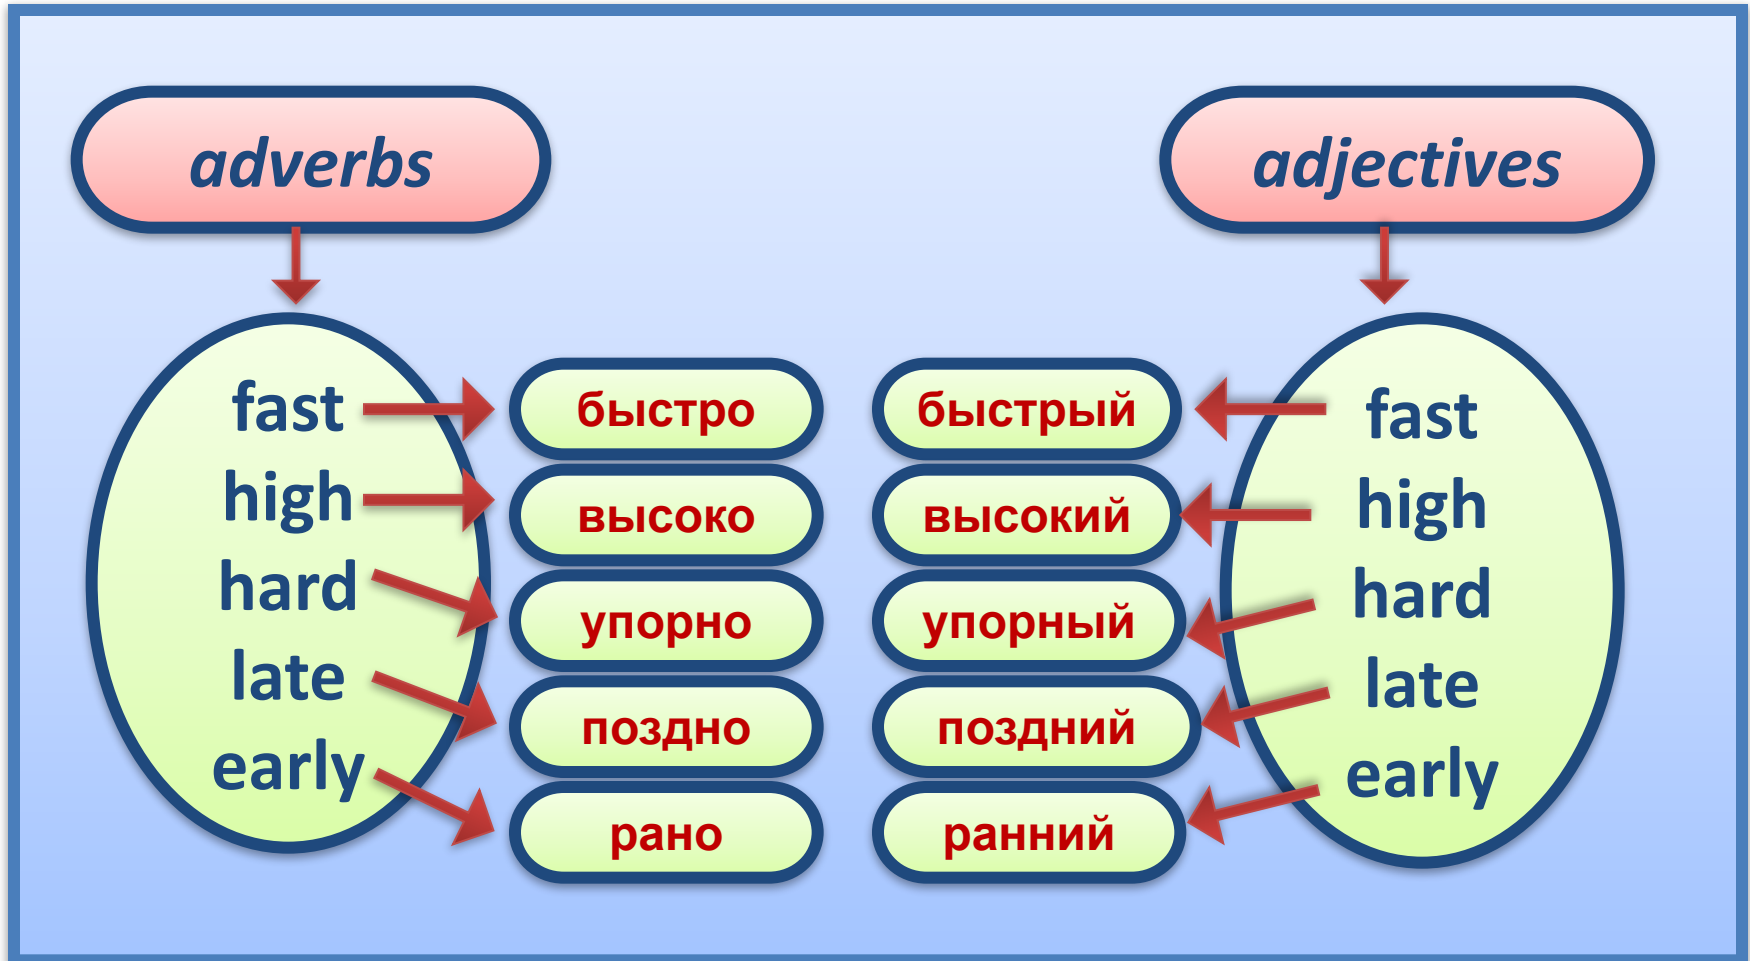 adverbs
adjectives
fast быстро быстрый fast
high высоко высокий high
hard упорно упорный hard
late поздно поздний late
early рано ранний early